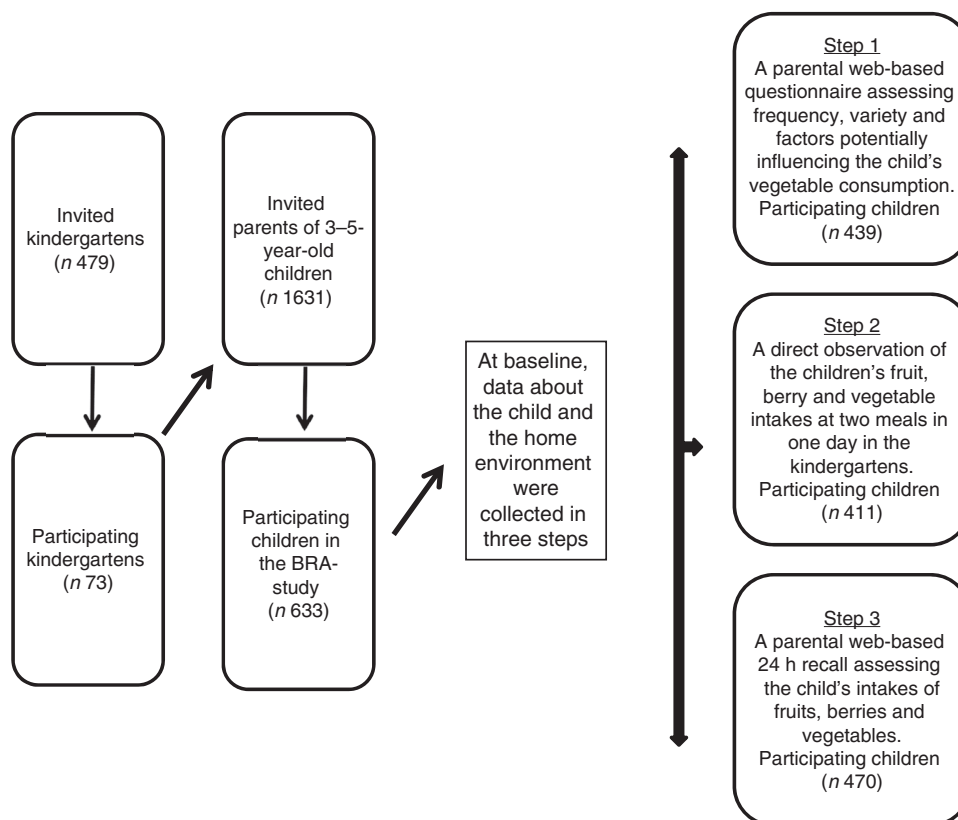 Invited
kindergartens
(n 479)
Participating
kindergartens
(n 73)
Invited
parents of 3–5-
year-old
children
(n 1631)
Participating
children in
the BRA-
study
(n 633)
At baseline,
data about
the child and
the home
environment
were
collected in
three steps
Step 1
A parental web-based
questionnaire assessing
frequency, variety and
factors potentially
influencing the child’s
vegetable consumption.
Participating children
(n 439)
Step 2
A direct observation of
the children’s fruit,
berry and vegetable
intakes at two meals in
one day in the
kindergartens.
Participating children
(n 411)
Step 3
A parental web-based
24 h recall assessing
the child’s intakes of
fruits, berries and
vegetables.
Participating children
(n 470)